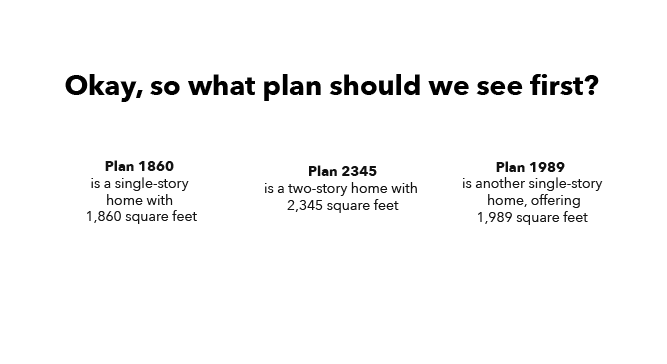 Okay, so what plan should we see first?
Plan 1860
is a single-story
home with
1,860 square feet
Plan 2345
is a two-story home with
2,345 square feet
Plan 1989
is another single-story
home, offering
1,989 square feet